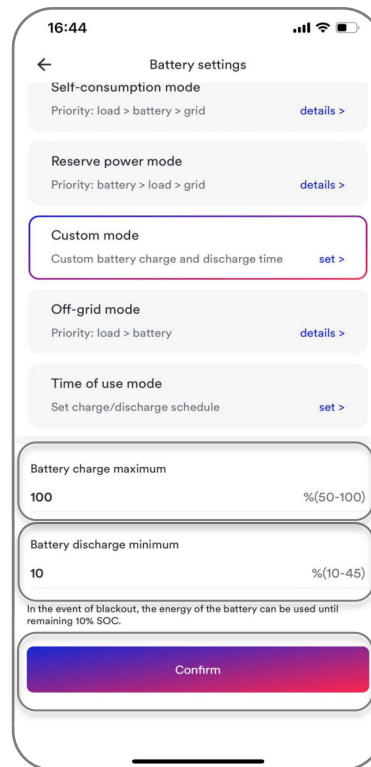 16:44
Battery settings
Self-consumption mode
Priority: load > battery > grid details >
Reserve power mode
Priority: battery > load > grid details >
Custom mode
Custom battery charge and discharge time set >
Off-grid mode
Priority: load > battery details >
Time of use mode
Set charge/discharge schedule set >
Battery charge maximum
100 %(50-100)
Battery discharge minimum
10 %(10-45)
In the event of blackout, the energy of the battery can be used until
remaining 10% SOC.
Confirm